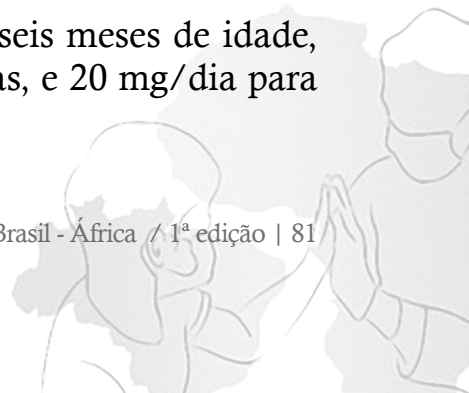 seis meses de idade,
as, e 20 mg/dia para
Brasil - África / 1ª edição | 81